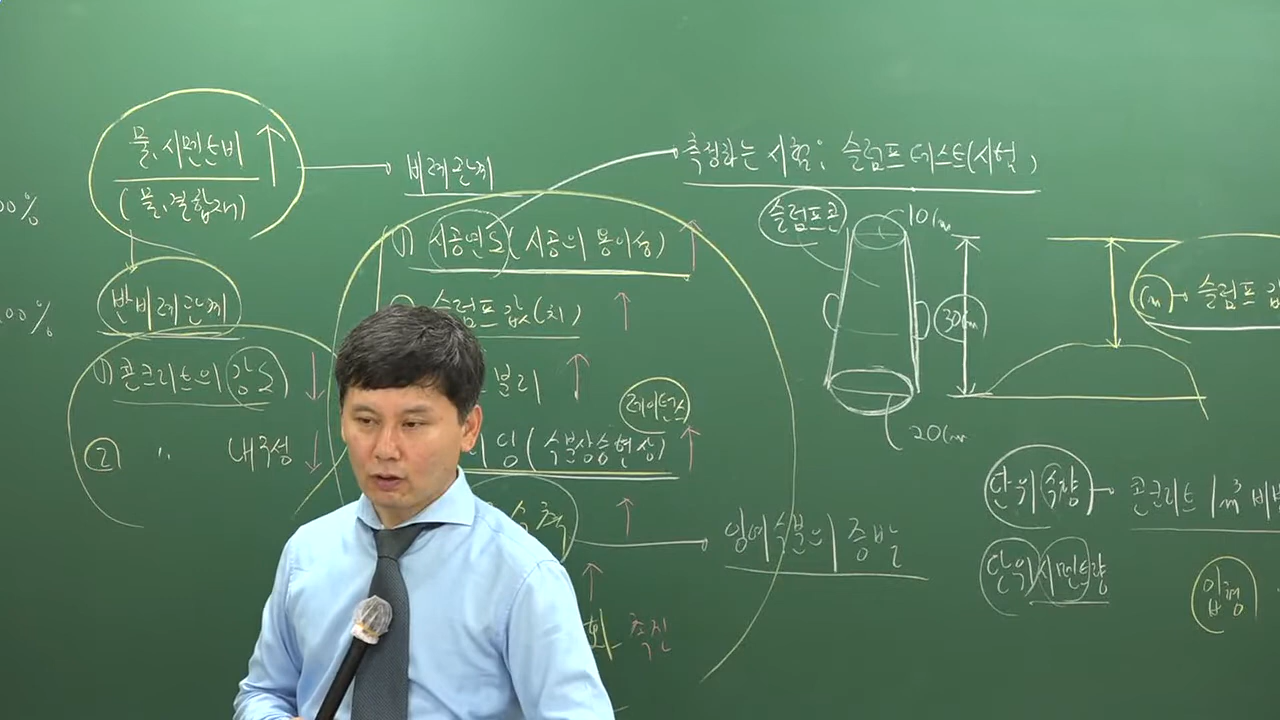 물.시멘트비
(물.결합재)
00%
00%
반비례관계
1) 콘크리트의 강도
② 〃 내구성
비례관계
1) 시공연도(시공의 용이성)
슬럼프 값(치)
분리
딩(수분상승현상)
레이턴스
수축
잉여수분의 증발
촉진
측정하는 시험: 슬럼프 테스트(시험)
슬럼프콘
10cm
30cm
20cm
cm
슬럼프 값
단위수량
콘크리트 1m³ 비비
단위시멘트량